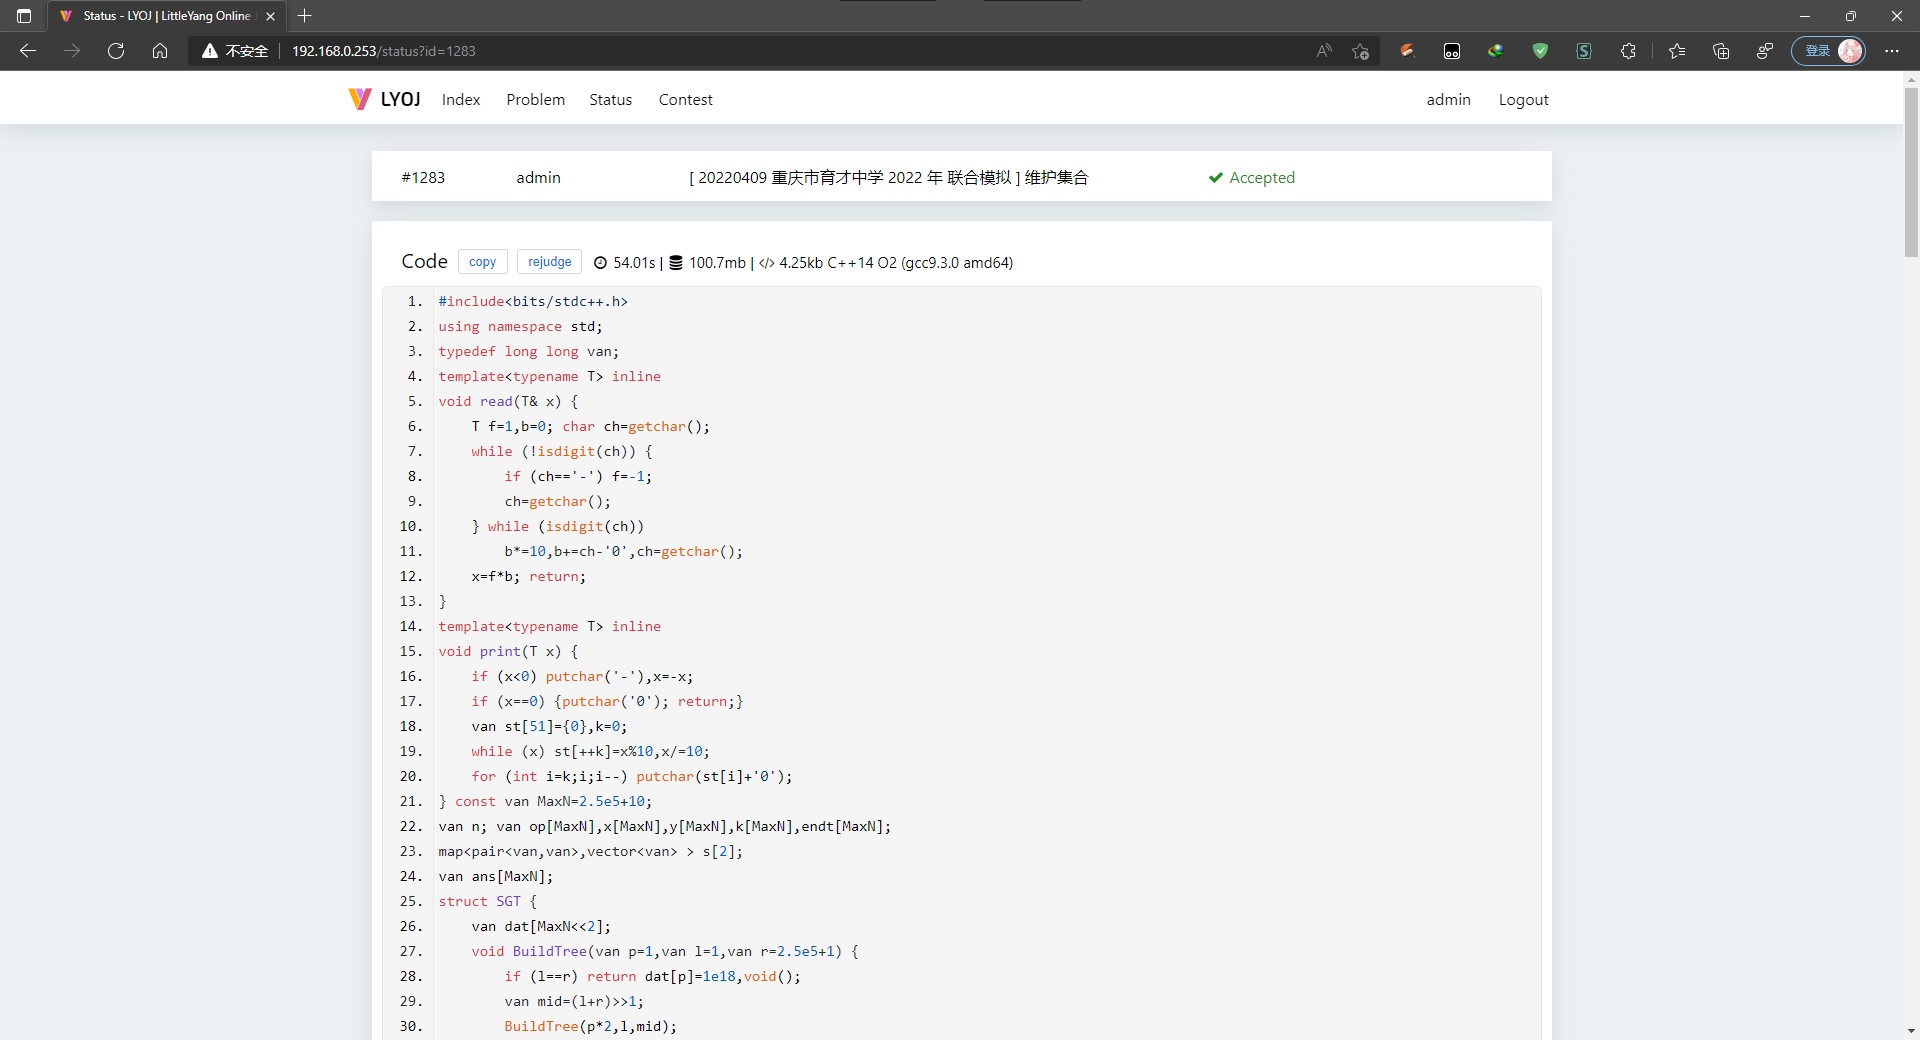 Status - LYOJ | LittleYang Online J
不安全 192.168.0.253/status?id=1283
登录
LYOJ Index Problem Status Contest admin Logout
#1283 admin [ 20220409 重庆市育才中学 2022 年 联合模拟 ] 维护集合 Accepted
Code copy rejudge 54.01s | 100.7mb | </> 4.25kb C++14 O2 (gcc9.3.0 amd64)
1. #include<bits/stdc++.h>
2. using namespace std;
3. typedef long long van;
4. template<typename T> inline
5. void read(T& x) {
6. T f=1,b=0; char ch=getchar();
7. while (!isdigit(ch)) {
8. if (ch=='-') f=-1;
9. ch=getchar();
10. } while (isdigit(ch))
11. b*=10,b+=ch-'0',ch=getchar();
12. x=f*b; return;
13. }
14. template<typename T> inline
15. void print(T x) {
16. if (x<0) putchar('-'),x=-x;
17. if (x==0) {putchar('0'); return;}
18. van st[51]={0},k=0;
19. while (x) st[++k]=x%10,x/=10;
20. for (int i=k;i;i--) putchar(st[i]+'0');
21. } const van MaxN=2.5e5+10;
22. van n; van op[MaxN],x[MaxN],y[MaxN],k[MaxN],endt[MaxN];
23. map<pair<van,van>,vector<van> > s[2];
24. van ans[MaxN];
25. struct SGT {
26. van dat[MaxN<<2];
27. void BuildTree(van p=1,van l=1,van r=2.5e5+1) {
28. if (l==r) return dat[p]=1e18,void();
29. van mid=(l+r)>>1;
30. BuildTree(p*2,l,mid);